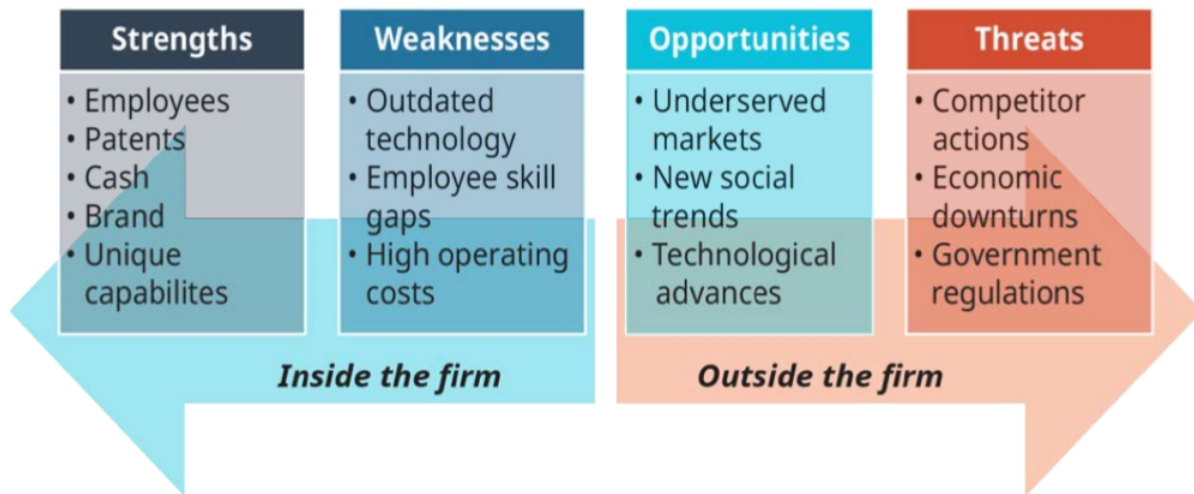 Strengths
• Employees
• Patents
• Cash
• Brand
• Unique
capabilites
Weaknesses
• Outdated
technology
• Employee skill
gaps
• High operating
costs
Opportunities
• Underserved
markets
• New social
trends
• Technological
advances
Threats
• Competitor
actions
• Economic
downturns
• Government
regulations
Inside the firm
Outside the firm